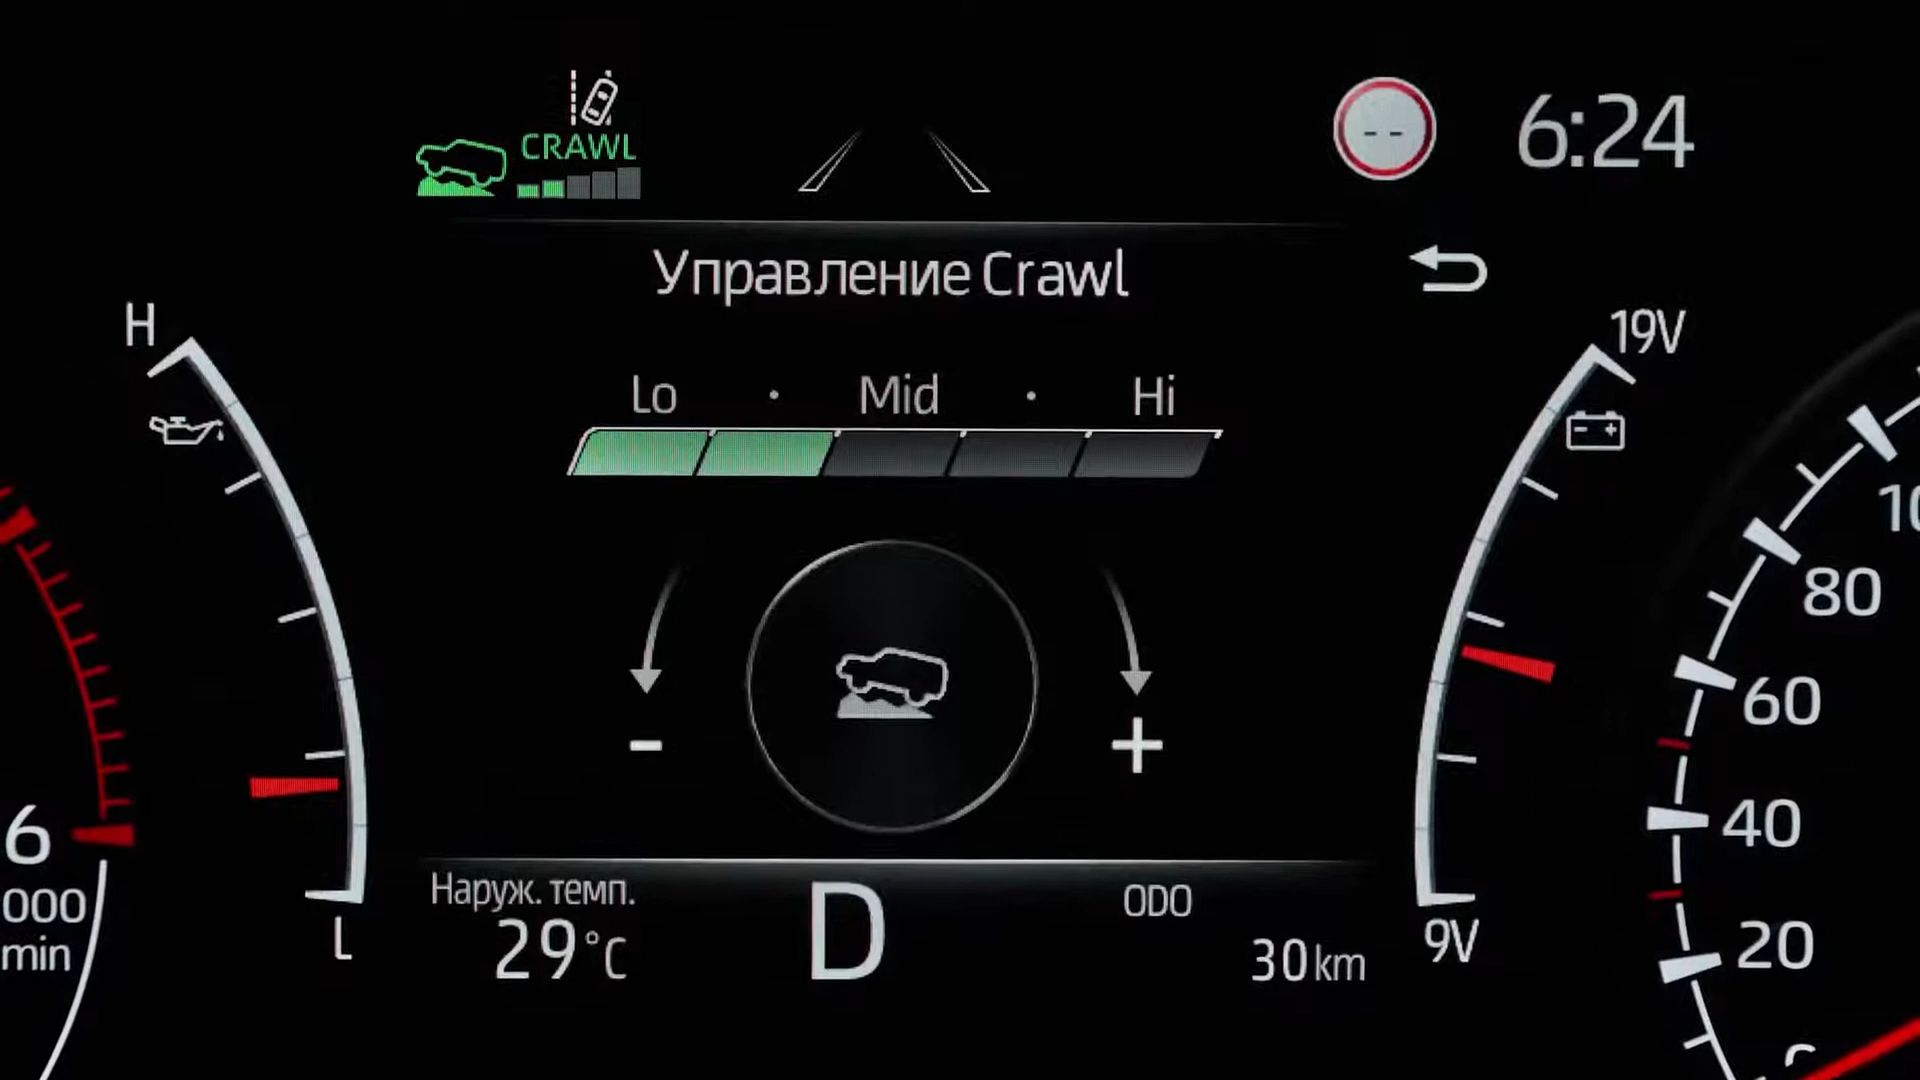 CRAWL
-- 6:24
Управление Crawl
H
19V
Lo · Mid · Hi
- +
80
60
40
20
6
000
min
L
9V
Наруж. темп.
29°C
D
ODO
30 km